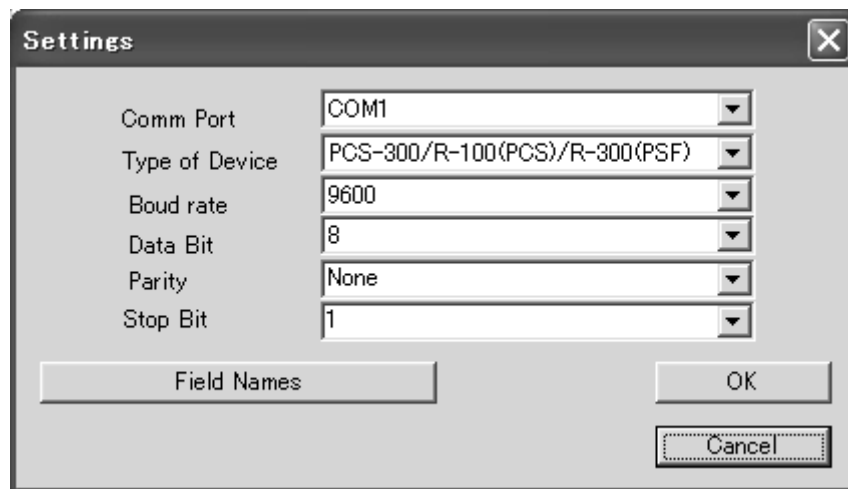 Settings
Comm Port COM1
Type of Device PCS-300/R-100(PCS)/R-300(PSF)
Boud rate 9600
Data Bit 8
Parity None
Stop Bit 1
Field Names OK
Cancel